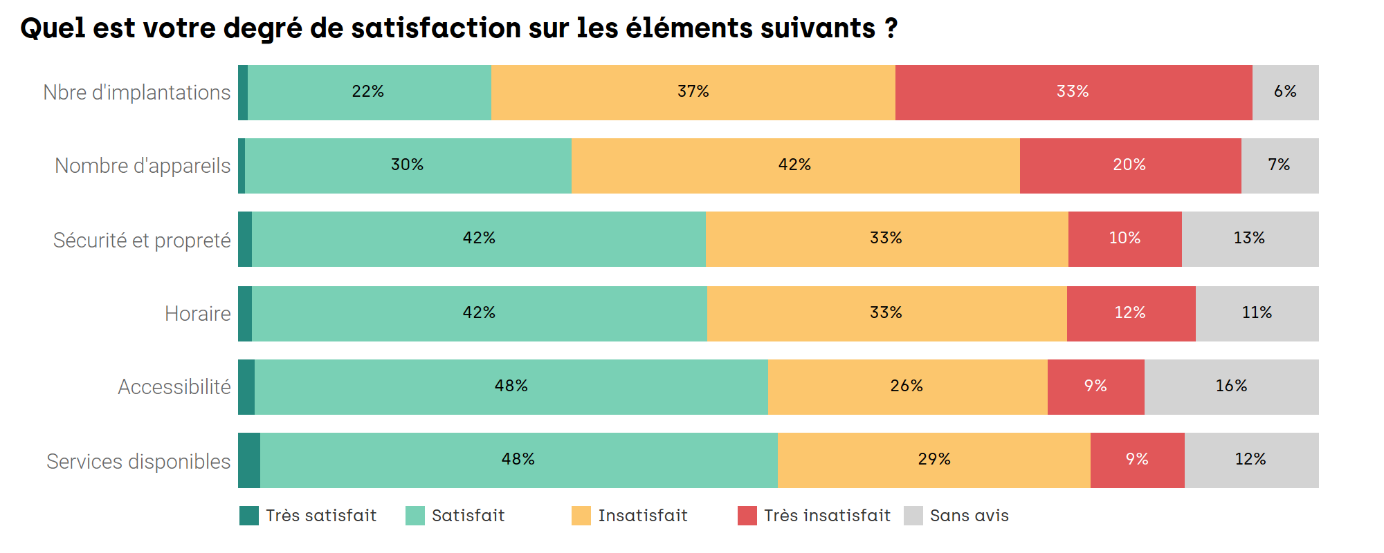 Quel est votre degré de satisfaction sur les éléments suivants ?
Nbre d'implantations 22% 37% 33% 6%
Nombre d'appareils 30% 42% 20% 7%
Sécurité et propreté 42% 33% 10% 13%
Horaire 42% 33% 12% 11%
Accessibilité 48% 26% 9% 16%
Services disponibles 48% 29% 9% 12%
Très satisfait Satisfait Insatisfait Très insatisfait Sans avis